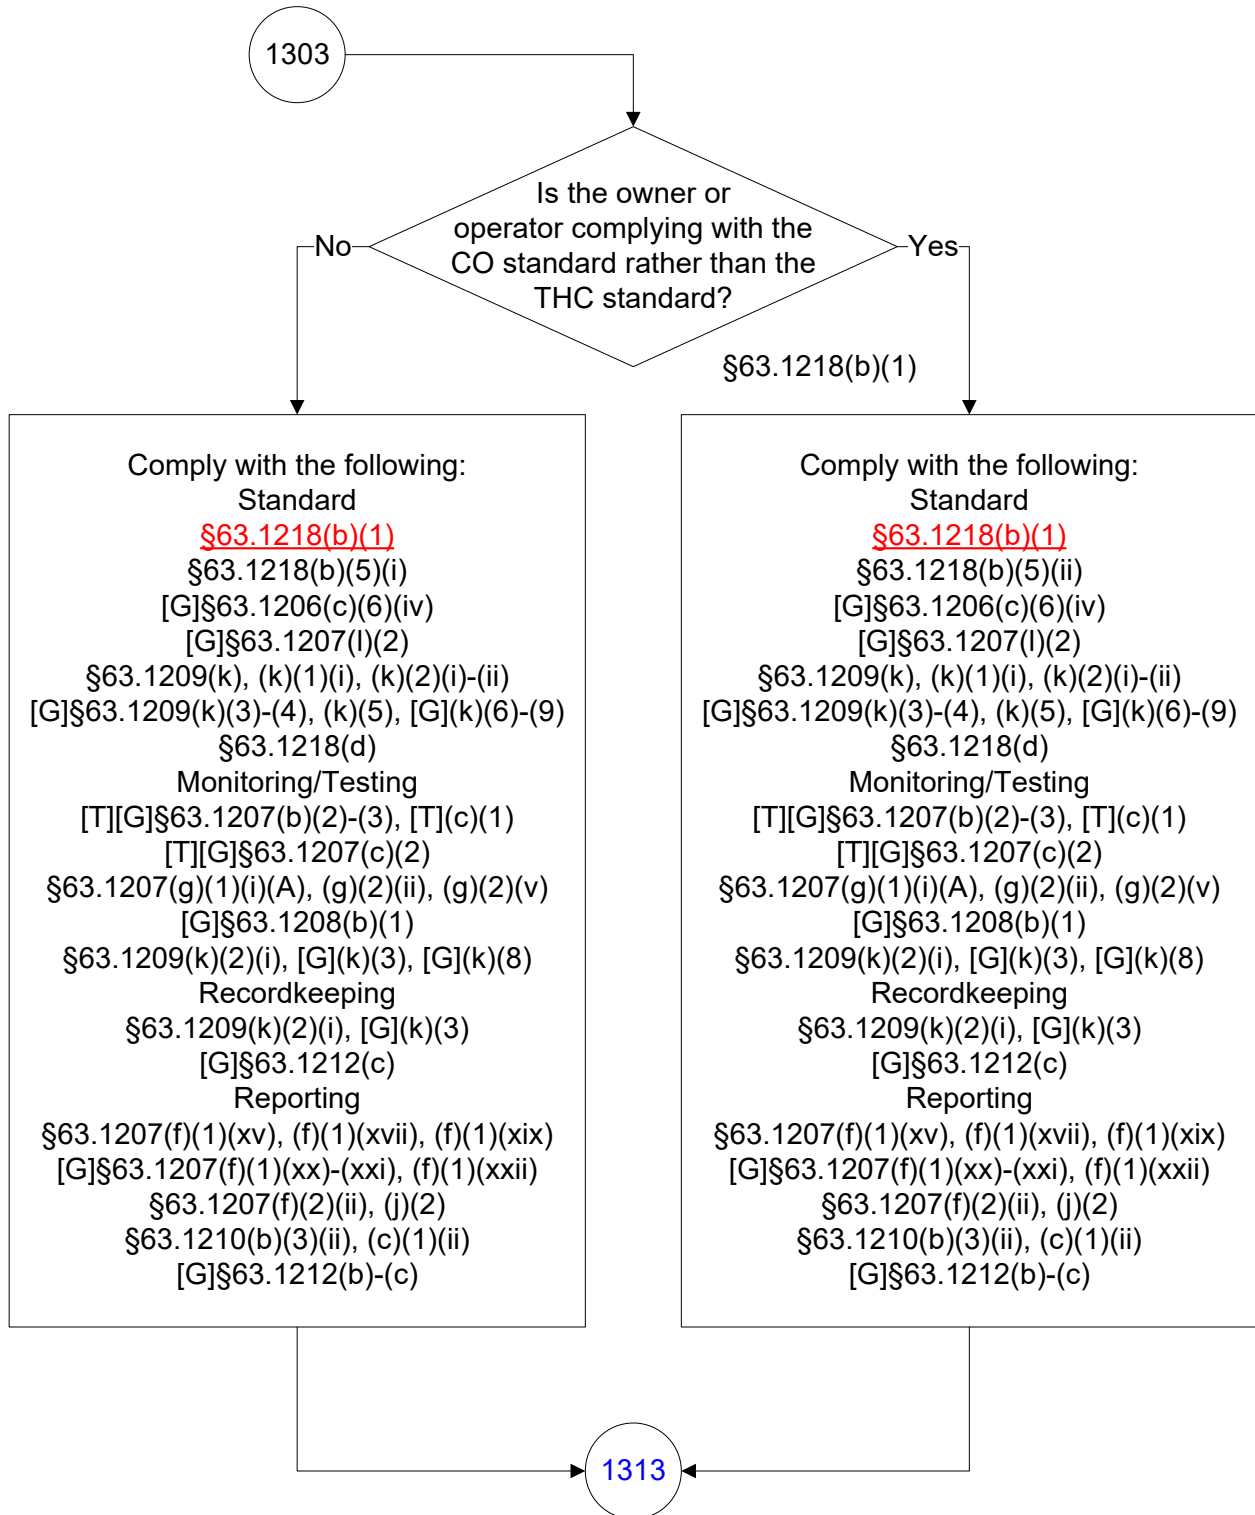 1303
Is the owner or
operator complying with the
CO standard rather than the
THC standard?
No
Yes
§63.1218(b)(1)
Comply with the following:
Standard
§63.1218(b)(1)
§63.1218(b)(5)(i)
[G]§63.1206(c)(6)(iv)
[G]§63.1207(l)(2)
§63.1209(k), (k)(1)(i), (k)(2)(i)-(ii)
[G]§63.1209(k)(3)-(4), (k)(5), [G](k)(6)-(9)
§63.1218(d)
Monitoring/Testing
[T][G]§63.1207(b)(2)-(3), [T](c)(1)
[T][G]§63.1207(c)(2)
§63.1207(g)(1)(i)(A), (g)(2)(ii), (g)(2)(v)
[G]§63.1208(b)(1)
§63.1209(k)(2)(i), [G](k)(3), [G](k)(8)
Recordkeeping
§63.1209(k)(2)(i), [G](k)(3)
[G]§63.1212(c)
Reporting
§63.1207(f)(1)(xv), (f)(1)(xvii), (f)(1)(xix)
[G]§63.1207(f)(1)(xx)-(xxi), (f)(1)(xxii)
§63.1207(f)(2)(ii), (j)(2)
§63.1210(b)(3)(ii), (c)(1)(ii)
[G]§63.1212(b)-(c)
Comply with the following:
Standard
§63.1218(b)(1)
§63.1218(b)(5)(ii)
[G]§63.1206(c)(6)(iv)
[G]§63.1207(l)(2)
§63.1209(k), (k)(1)(i), (k)(2)(i)-(ii)
[G]§63.1209(k)(3)-(4), (k)(5), [G](k)(6)-(9)
§63.1218(d)
Monitoring/Testing
[T][G]§63.1207(b)(2)-(3), [T](c)(1)
[T][G]§63.1207(c)(2)
§63.1207(g)(1)(i)(A), (g)(2)(ii), (g)(2)(v)
[G]§63.1208(b)(1)
§63.1209(k)(2)(i), [G](k)(3), [G](k)(8)
Recordkeeping
§63.1209(k)(2)(i), [G](k)(3)
[G]§63.1212(c)
Reporting
§63.1207(f)(1)(xv), (f)(1)(xvii), (f)(1)(xix)
[G]§63.1207(f)(1)(xx)-(xxi), (f)(1)(xxii)
§63.1207(f)(2)(ii), (j)(2)
§63.1210(b)(3)(ii), (c)(1)(ii)
[G]§63.1212(b)-(c)
1313